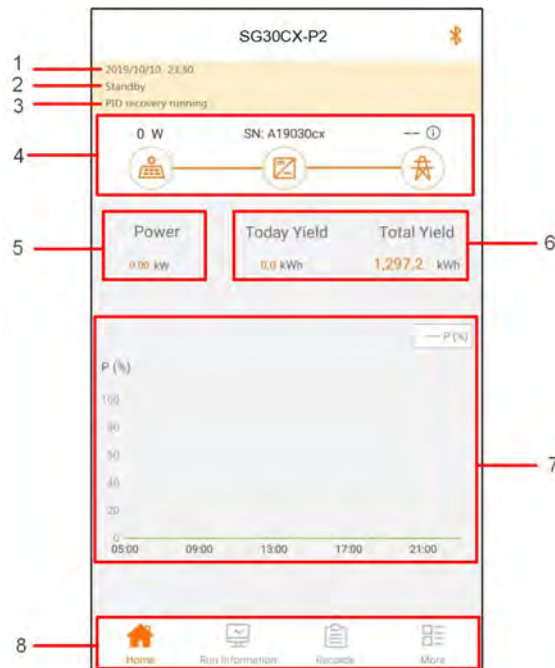 SG30CX-P2
1
2019/10/10 23:30
2
Standby
3
PID recovery running
4
0 W SN: A19030cx --
5
Power Today Yield Total Yield
6
0.00 kW 0.0 kWh 1,297.2 kWh
P (%)
P (%)
100
80
60
40
20
0
7
05:00 09:00 13:00 17:00 21:00
8
Home Run Information Records More